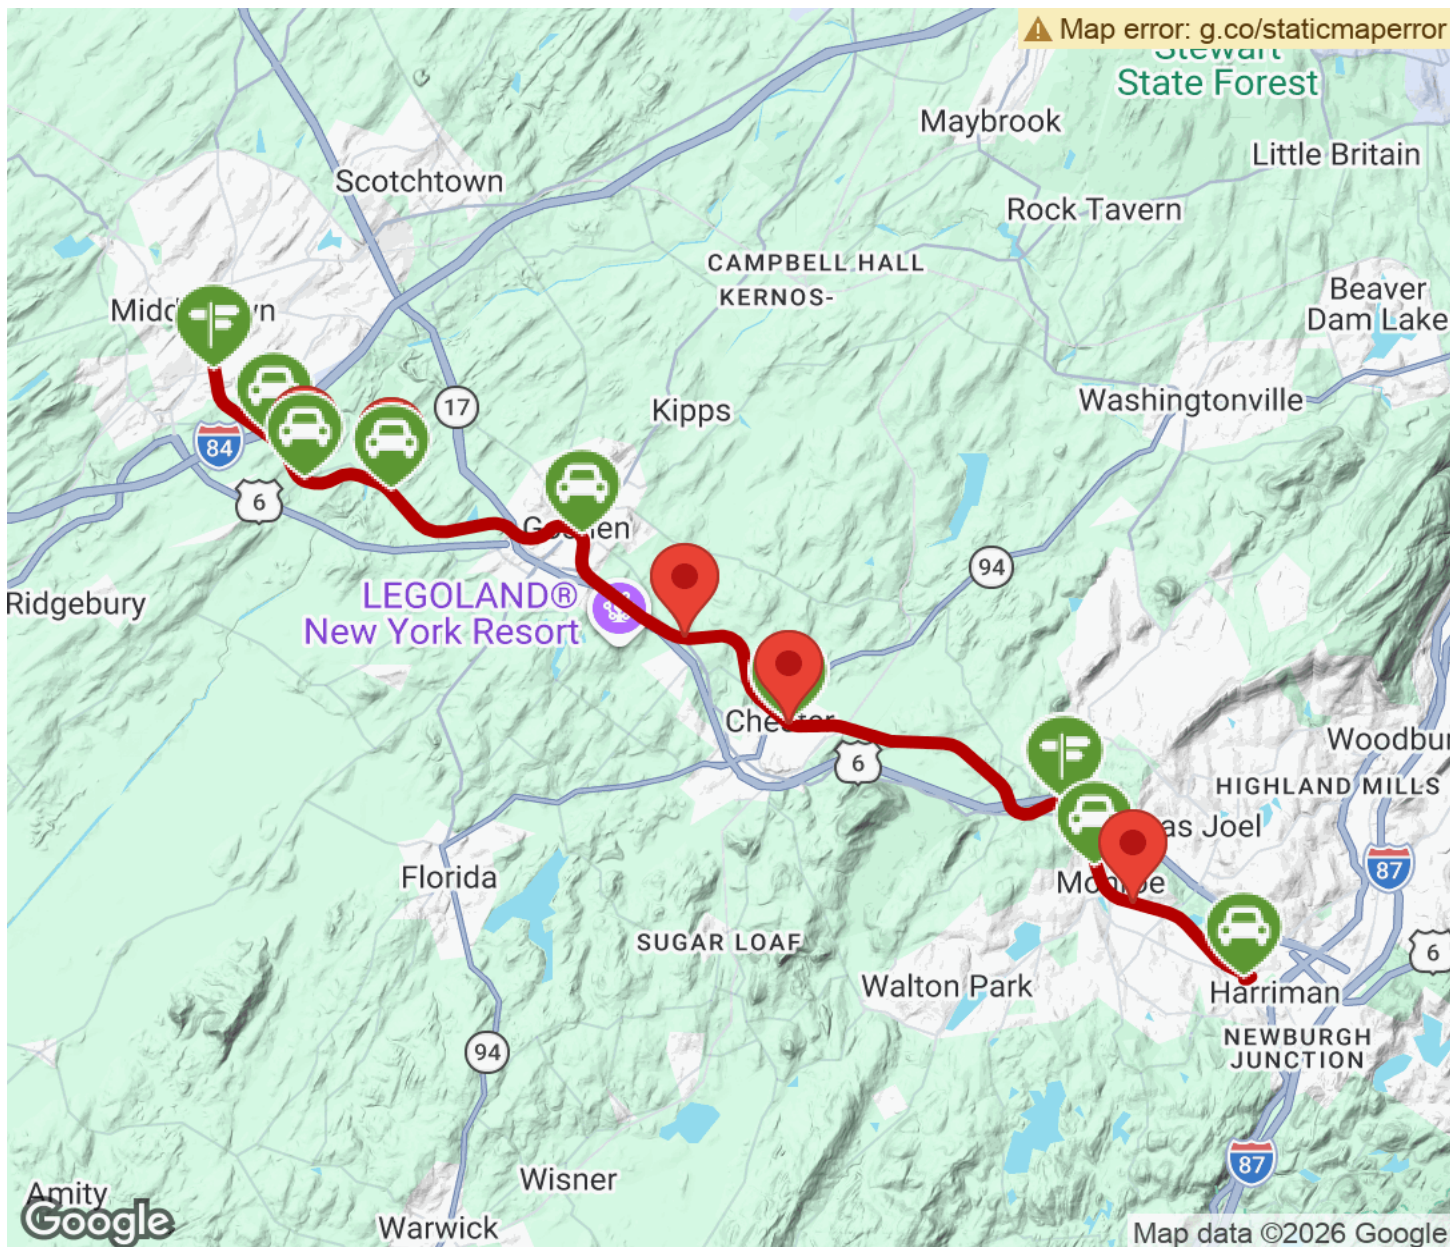 Map error: g.co/staticmaperror
Stewart
State Forest
Maybrook
Little Britain
Scotchtown
Rock Tavern
CAMPBELL HALL
KERNOS-
Beaver
Dam Lake
17
Kipps
Washingtonville
84
6
94
LEGOLAND®
New York Resort
Ridgebury
6
HIGHLAND MILLS
Florida
87
SUGAR LOAF
6
Walton Park
Harriman
NEWBURGH
JUNCTION
94
87
Wisner
Amity
Google
Warwick
Map data ©2026 Google